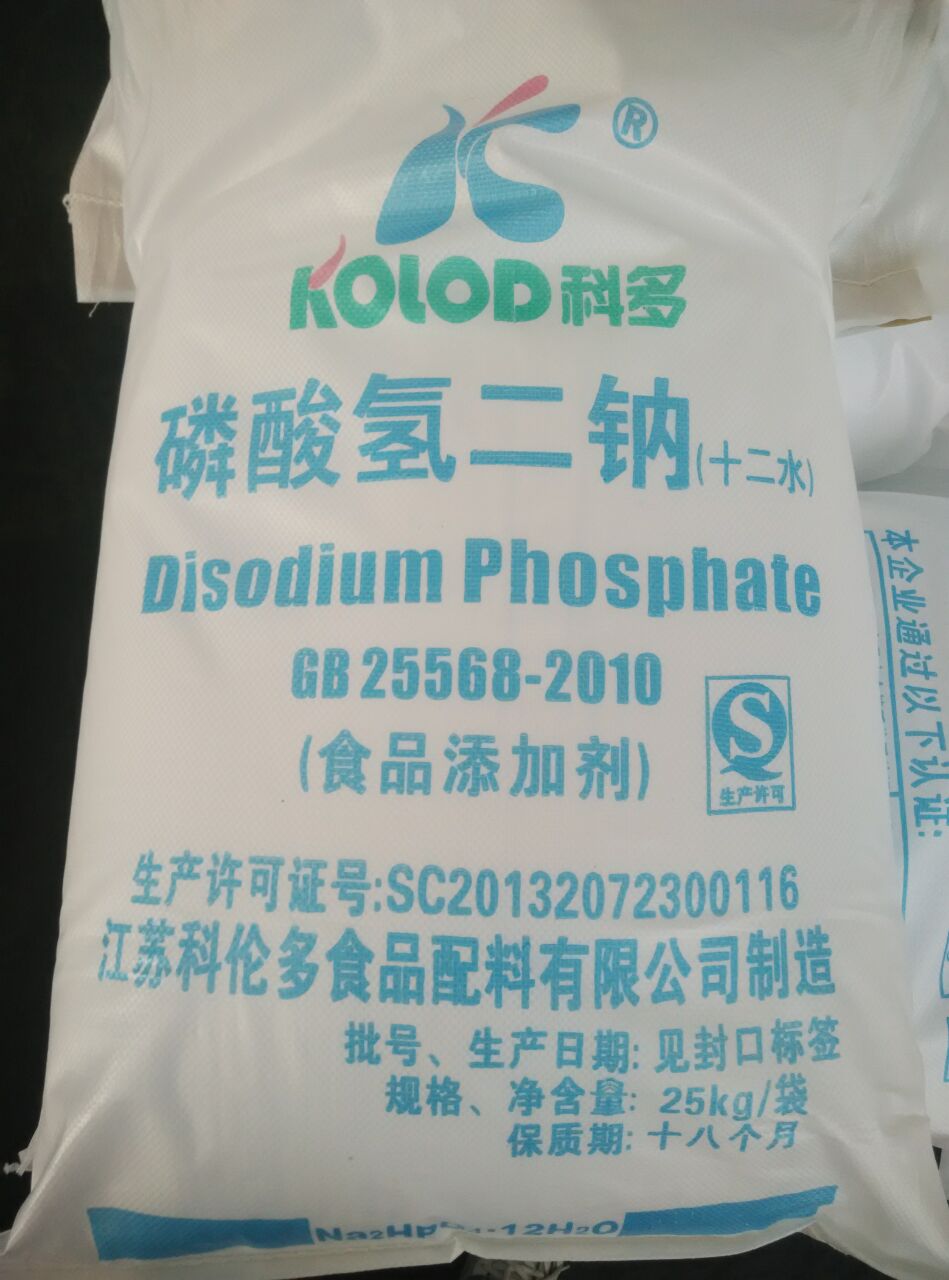 ®
KOLOD科多
磷酸氢二钠(十二水)
Disodium Phosphate
GB 25568-2010
(食品添加剂)
生产许可
生产许可证号:SC20132072300116
江苏科伦多食品配料有限公司制造
批号、生产日期: 见封口标签
规格、净含量: 25kg/袋
保质期: 十八个月
本企业通过以下认证: